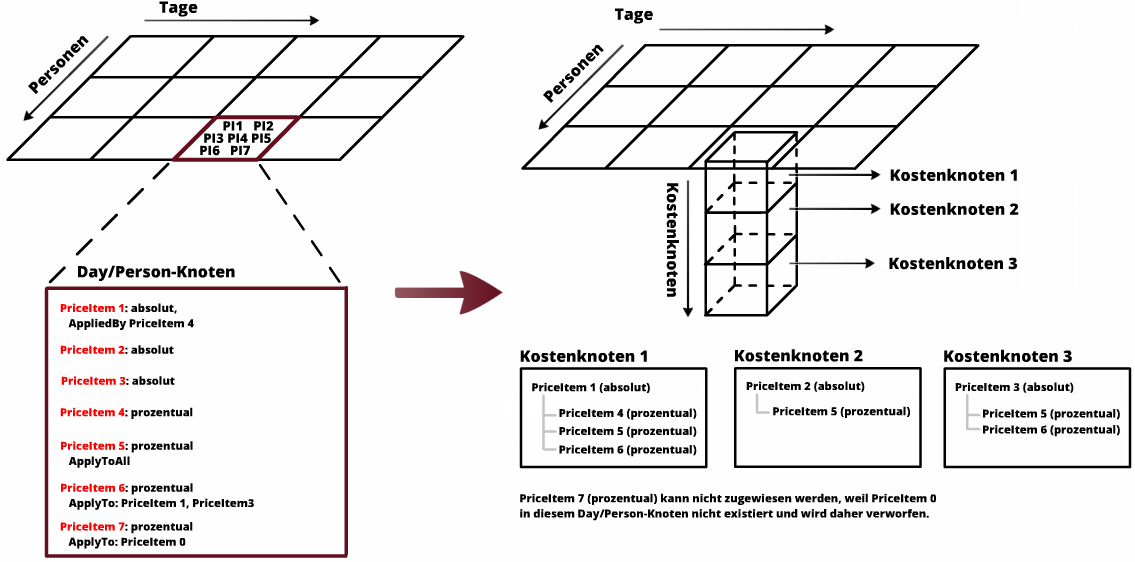 Tage
Personen
PI1 PI2
PI3 PI4 PI5
PI6 PI7
Day/Person-Knoten
PriceItem 1: absolut,
AppliedBy PriceItem 4
PriceItem 2: absolut
PriceItem 3: absolut
PriceItem 4: prozentual
PriceItem 5: prozentual
ApplyToAll
PriceItem 6: prozentual
ApplyTo: PriceItem 1, PriceItem3
PriceItem 7: prozentual
ApplyTo: PriceItem 0
Tage
Personen
Kostenknoten
Kostenknoten 1
Kostenknoten 2
Kostenknoten 3
Kostenknoten 1
PriceItem 1 (absolut)
PriceItem 4 (prozentual)
PriceItem 5 (prozentual)
PriceItem 6 (prozentual)
Kostenknoten 2
PriceItem 2 (absolut)
PriceItem 5 (prozentual)
Kostenknoten 3
PriceItem 3 (absolut)
PriceItem 5 (prozentual)
PriceItem 6 (prozentual)
PriceItem 7 (prozentual) kann nicht zugewiesen werden, weil PriceItem 0
in diesem Day/Person-Knoten nicht existiert und wird daher verworfen.